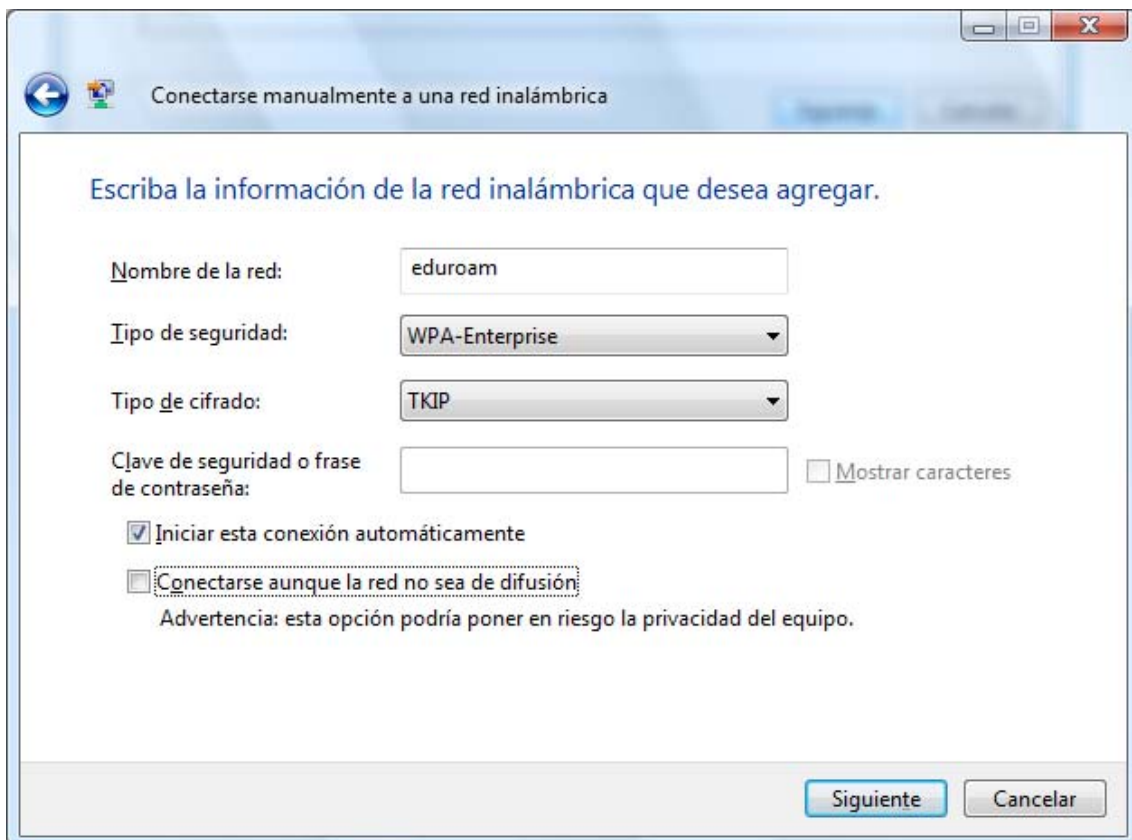 Conectarse manualmente a una red inalámbrica
Escriba la información de la red inalámbrica que desea agregar.
Nombre de la red:
eduroam
Tipo de seguridad:
WPA-Enterprise
Tipo de cifrado:
TKIP
Clave de seguridad o frase
de contraseña:
Mostrar caracteres
Iniciar esta conexión automáticamente
Conectarse aunque la red no sea de difusión
Advertencia: esta opción podría poner en riesgo la privacidad del equipo.
Siguiente
Cancelar